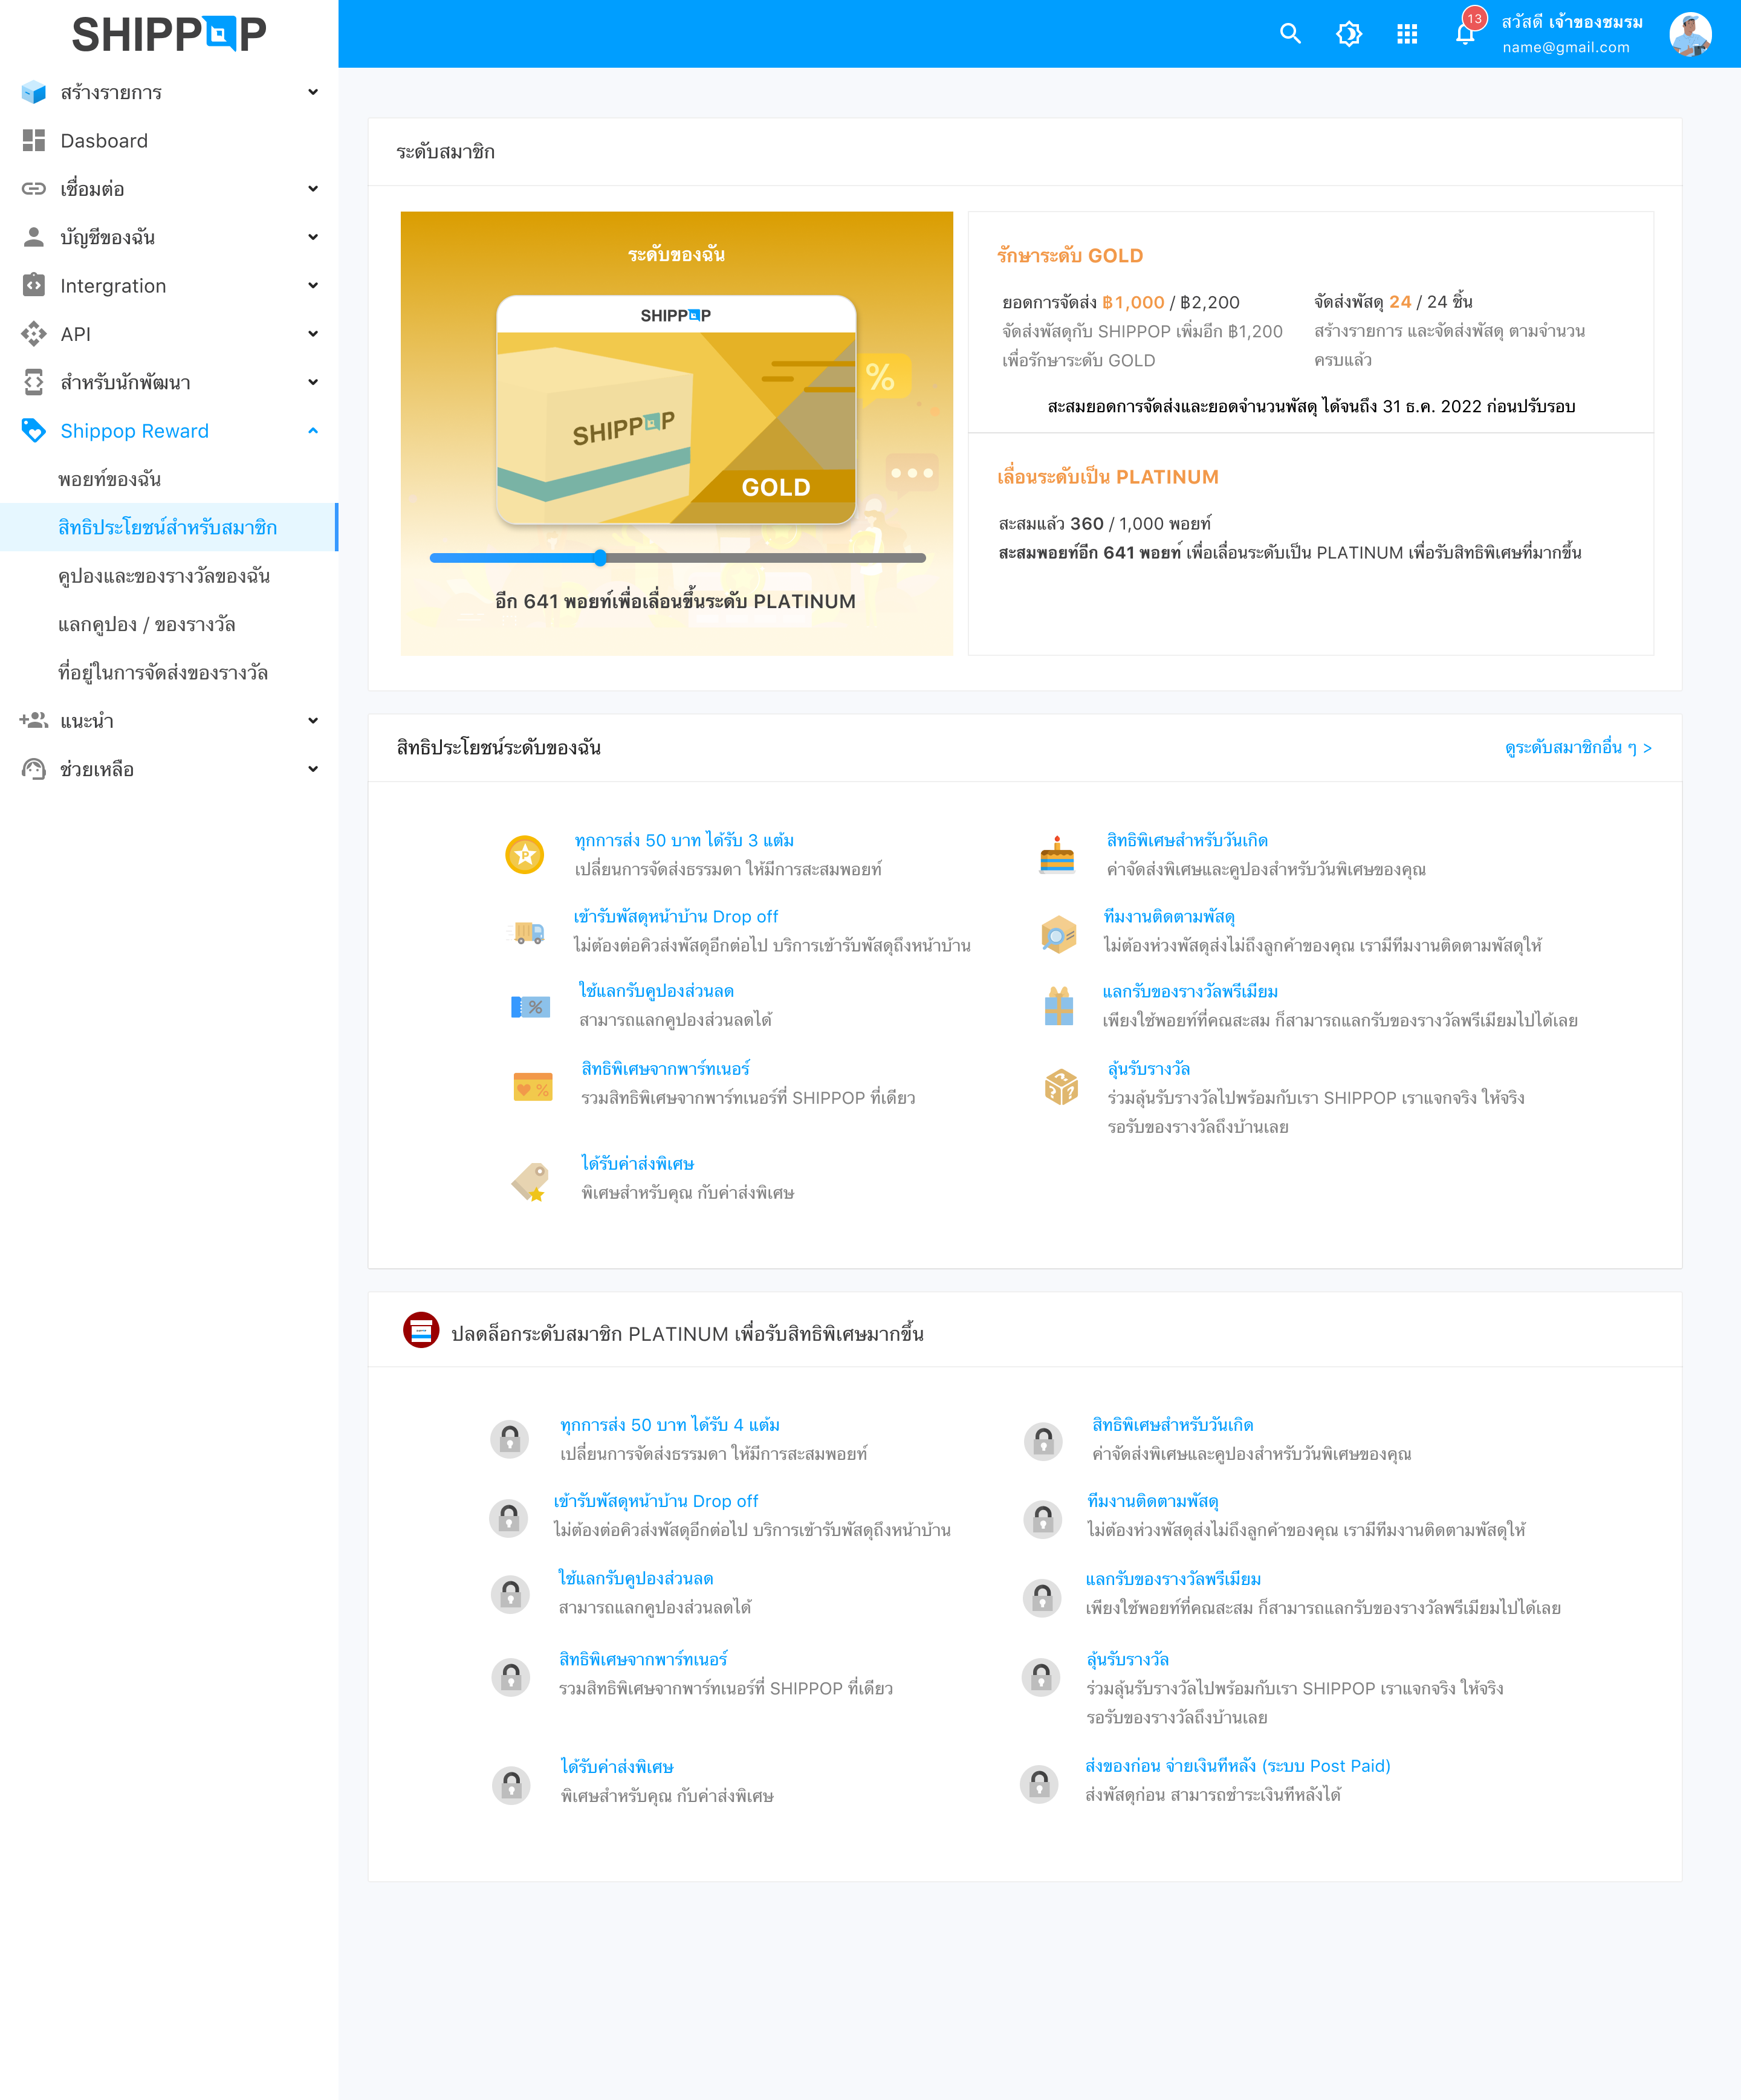 SHIPPOP
สวัสดี เจ้าของชมรม
name@gmail.com
13
สร้างรายการ
Dasboard
เชื่อมต่อ
บัญชีของฉัน
Intergration
API
สำหรับนักพัฒนา
Shippop Reward
พอยท์ของฉัน
สิทธิประโยชน์สำหรับสมาชิก
คูปองและของรางวัลของฉัน
แลกคูปอง / ของรางวัล
ที่อยู่ในการจัดส่งของรางวัล
แนะนำ
ช่วยเหลือ
ระดับสมาชิก
ระดับของฉัน
SHIPPOP
SHIPPOP
%
GOLD
อีก 641 พอยท์เพื่อเลื่อนขึ้นระดับ PLATINUM
รักษาระดับ GOLD
ยอดการจัดส่ง ฿1,000 / ฿2,200
จัดส่งพัสดุกับ SHIPPOP เพิ่มอีก ฿1,200
เพื่อรักษาระดับ GOLD
จัดส่งพัสดุ 24 / 24 ชิ้น
สร้างรายการ และจัดส่งพัสดุ ตามจำนวน
ครบแล้ว
สะสมยอดการจัดส่งและยอดจำนวนพัสดุ ได้จนถึง 31 ธ.ค. 2022 ก่อนปรับรอบ
เลื่อนระดับเป็น PLATINUM
สะสมแล้ว 360 / 1,000 พอยท์
สะสมพอยท์อีก 641 พอยท์ เพื่อเลื่อนระดับเป็น PLATINUM เพื่อรับสิทธิพิเศษที่มากขึ้น
สิทธิประโยชน์ระดับของฉัน
ดูระดับสมาชิกอื่น ๆ >
ทุกการส่ง 50 บาท ได้รับ 3 แต้ม
เปลี่ยนการจัดส่งธรรมดา ให้มีการสะสมพอยท์
สิทธิพิเศษสำหรับวันเกิด
ค่าจัดส่งพิเศษและคูปองสำหรับวันพิเศษของคุณ
เข้ารับพัสดุหน้าบ้าน Drop off
ไม่ต้องต่อคิวส่งพัสดุอีกต่อไป บริการเข้ารับพัสดุถึงหน้าบ้าน
ทีมงานติดตามพัสดุ
ไม่ต้องห่วงพัสดุส่งไม่ถึงลูกค้าของคุณ เรามีทีมงานติดตามพัสดุให้
ใช้แลกรับคูปองส่วนลด
สามารถแลกคูปองส่วนลดได้
แลกรับของรางวัลพรีเมียม
เพียงใช้พอยท์ที่คณสะสม ก็สามารถแลกรับของรางวัลพรีเมียมไปได้เลย
สิทธิพิเศษจากพาร์ทเนอร์
รวมสิทธิพิเศษจากพาร์ทเนอร์ที่ SHIPPOP ที่เดียว
ลุ้นรับรางวัล
ร่วมลุ้นรับรางวัลไปพร้อมกับเรา SHIPPOP เราแจกจริง ให้จริง
รอรับของรางวัลถึงบ้านเลย
ได้รับค่าส่งพิเศษ
พิเศษสำหรับคุณ กับค่าส่งพิเศษ
ปลดล็อกระดับสมาชิก PLATINUM เพื่อรับสิทธิพิเศษมากขึ้น
ทุกการส่ง 50 บาท ได้รับ 4 แต้ม
เปลี่ยนการจัดส่งธรรมดา ให้มีการสะสมพอยท์
สิทธิพิเศษสำหรับวันเกิด
ค่าจัดส่งพิเศษและคูปองสำหรับวันพิเศษของคุณ
เข้ารับพัสดุหน้าบ้าน Drop off
ไม่ต้องต่อคิวส่งพัสดุอีกต่อไป บริการเข้ารับพัสดุถึงหน้าบ้าน
ทีมงานติดตามพัสดุ
ไม่ต้องห่วงพัสดุส่งไม่ถึงลูกค้าของคุณ เรามีทีมงานติดตามพัสดุให้
ใช้แลกรับคูปองส่วนลด
สามารถแลกคูปองส่วนลดได้
แลกรับของรางวัลพรีเมียม
เพียงใช้พอยท์ที่คณสะสม ก็สามารถแลกรับของรางวัลพรีเมียมไปได้เลย
สิทธิพิเศษจากพาร์ทเนอร์
รวมสิทธิพิเศษจากพาร์ทเนอร์ที่ SHIPPOP ที่เดียว
ลุ้นรับรางวัล
ร่วมลุ้นรับรางวัลไปพร้อมกับเรา SHIPPOP เราแจกจริง ให้จริง
รอรับของรางวัลถึงบ้านเลย
ได้รับค่าส่งพิเศษ
พิเศษสำหรับคุณ กับค่าส่งพิเศษ
ส่งของก่อน จ่ายเงินทีหลัง (ระบบ Post Paid)
ส่งพัสดุก่อน สามารถชำระเงินทีหลังได้